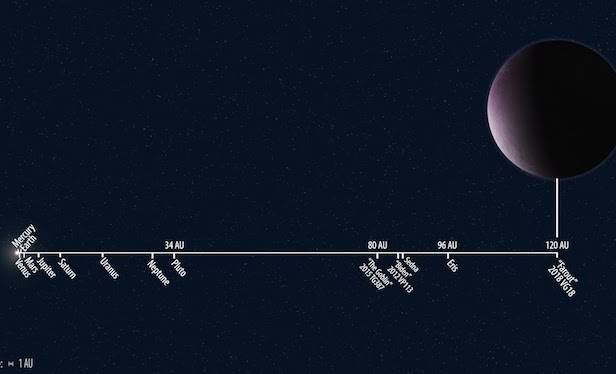 Mercury
Earth
34 AU
80 AU
96 AU
120 AU
Venus
Mars
Jupiter
Saturn
Uranus
Neptune
Pluto
"The Goblin"
2015 TG387
"Biden"
2012 VP113
Sedna
Eris
"Farout"
2018 VG18
1 AU